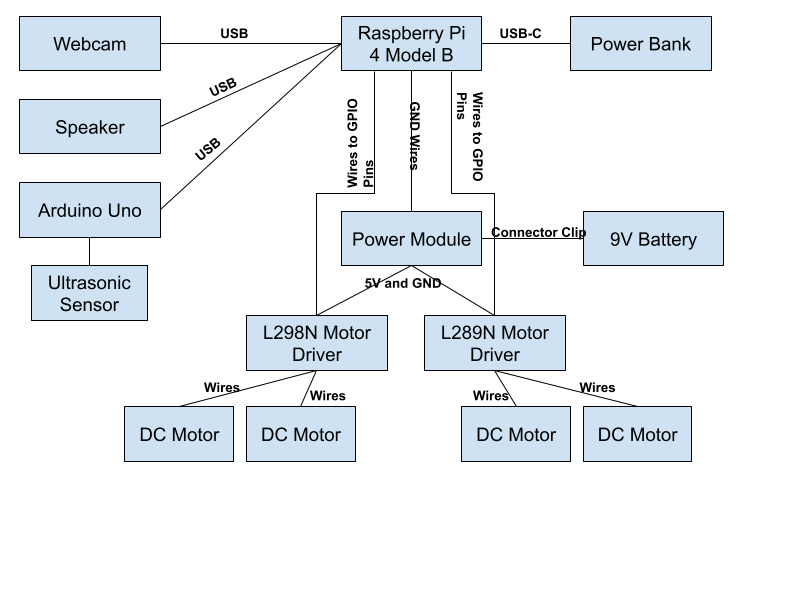 Webcam
USB
Raspberry Pi
4 Model B
USB-C
Power Bank
USB
Speaker
USB
Wires to GPIO
Pins
GND Wires
Wires to GPIO
Pins
Arduino Uno
Power Module
Connector Clip
9V Battery
Ultrasonic
Sensor
5V and GND
L298N Motor
Driver
L289N Motor
Driver
Wires
Wires
Wires
Wires
DC Motor
DC Motor
DC Motor
DC Motor